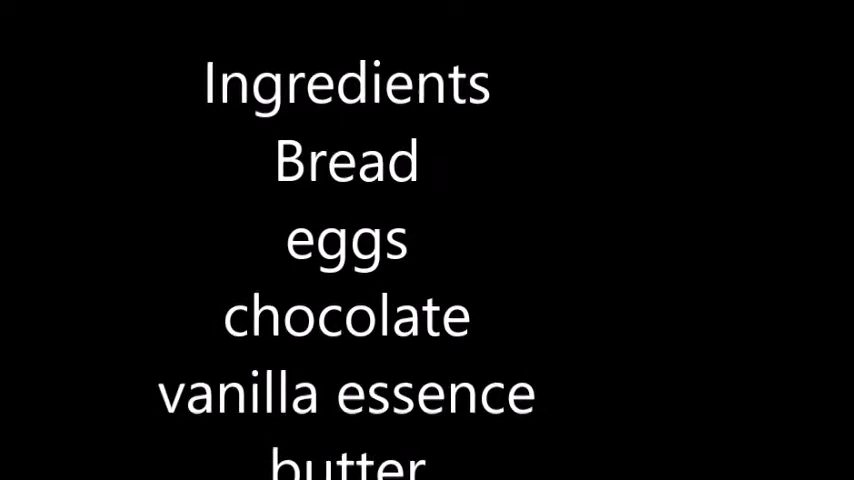 Ingredients
Bread
eggs
chocolate
vanilla essence
butter